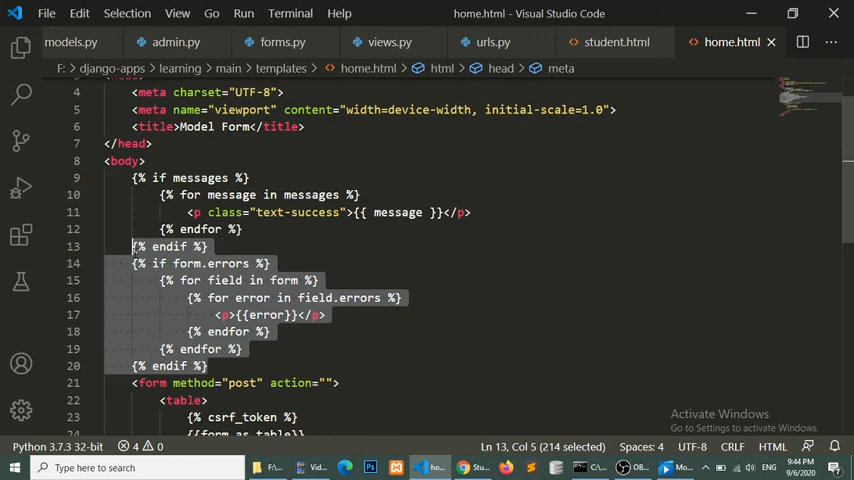 File Edit Selection View Go Run Terminal Help home.html - Visual Studio Code
models.py admin.py forms.py views.py urls.py student.html home.html
F: > django-apps > learning > main > templates > home.html > html > head > meta
4 <meta charset="UTF-8">
5 <meta name="viewport" content="width=device-width, initial-scale=1.0">
6 <title>Model Form</title>
7 </head>
8 <body>
9 {% if messages %}
10 {% for message in messages %}
11 <p class="text-success">{{ message }}</p>
12 {% endfor %}
13 {% endif %}
14 {% if form.errors %}
15 {% for field in form %}
16 {% for error in field.errors %}
17 <p>{{error}}</p>
18 {% endfor %}
19 {% endfor %}
20 {% endif %}
21 <form method="post" action="">
22 <table>
23 {% csrf_token %}
{{form.as_table}}
Activate Windows
Go to Settings to activate Windows.
Python 3.7.3 32-bit 4 0 Ln 13, Col 5 (214 selected) Spaces: 4 UTF-8 CRLF HTML
Type here to search F:\... Vid... ho... Stu... C:\... OB... Mo... ENG 9:44 PM
9/6/2020